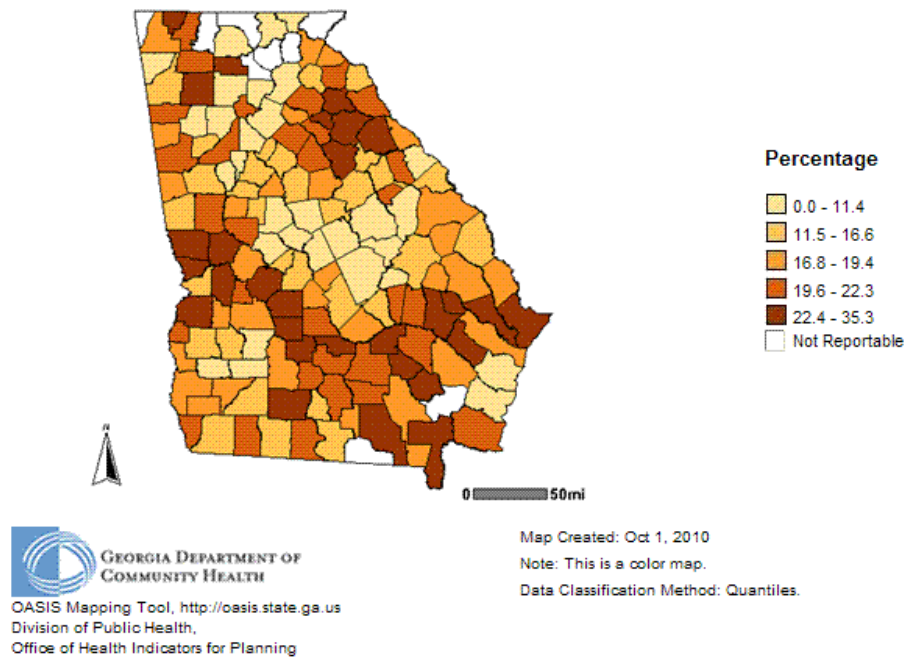 Percentage
0.0 - 11.4
11.5 - 16.6
16.8 - 19.4
19.6 - 22.3
22.4 - 35.3
Not Reportable
N
0 50mi
GEORGIA DEPARTMENT OF
COMMUNITY HEALTH
OASIS Mapping Tool, http://oasis.state.ga.us
Division of Public Health,
Office of Health Indicators for Planning
Map Created: Oct 1, 2010
Note: This is a color map.
Data Classification Method: Quantiles.